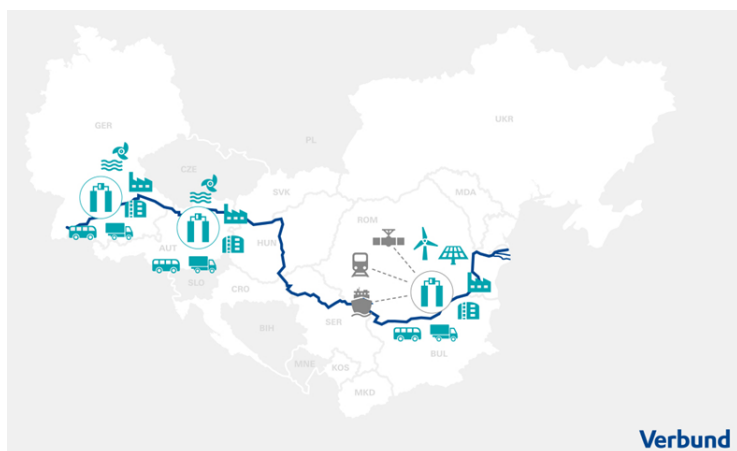 GER
PL
UKR
CZE
SVK
MDA
ROM
AUT
HUN
SLO
CRO
BIH
SER
MNE
KOS
BUL
MKD
Verbund